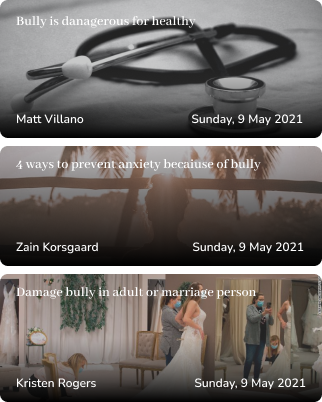 Bully is danagerous for healthy
Matt Villano
Sunday, 9 May 2021
4 ways to prevent anxiety becaiuse of bully
Zain Korsgaard
Sunday, 9 May 2021
Damage bully in adult or marriage person
Kristen Rogers
Sunday, 9 May 2021